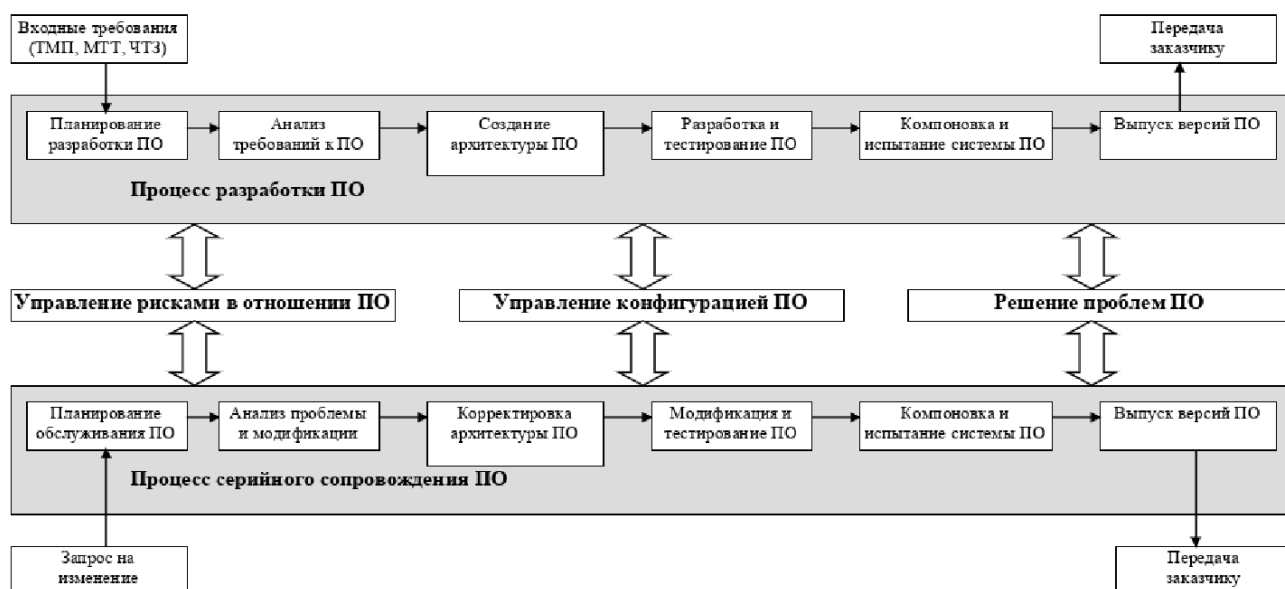 Входные требования
(ТМП, МТТ, ЧТЗ)
Передача
заказчику
Планирование
разработки ПО
Анализ
требований к ПО
Создание
архитектуры ПО
Разработка и
тестирование ПО
Компоновка и
испытание системы ПО
Выпуск версий ПО
Процесс разработки ПО
Управление рисками в отношении ПО
Управление конфигурацией ПО
Решение проблем ПО
Планирование
обслуживания ПО
Анализ проблемы
и модификации
Корректировка
архитектуры ПО
Модификация и
тестирование ПО
Компоновка и
испытание системы ПО
Выпуск версий ПО
Процесс серийного сопровождения ПО
Запрос на
изменение
Передача
заказчику